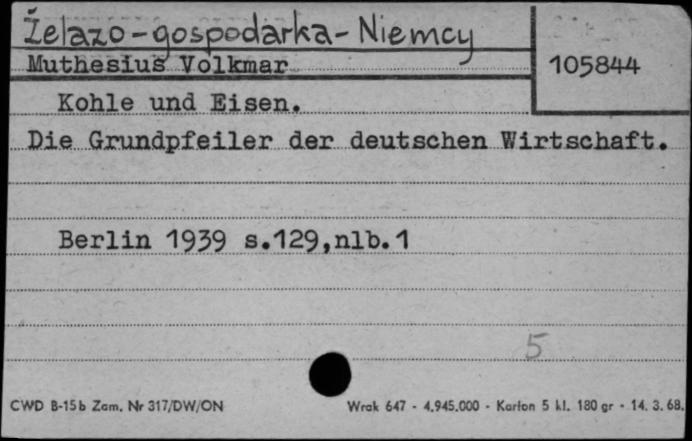 Żelazo - gospodarka - Niemcy
Muthesius Volkmar
105844
Kohle und Eisen.
Die Grundpfeiler der deutschen Wirtschaft.
Berlin 1939 s.129,nlb.1
5
CWD B-15b Zam. Nr 317/DW/ON
Wrak 647 - 4.945.000 - Karton 5 kl. 180 gr - 14. 3. 68.